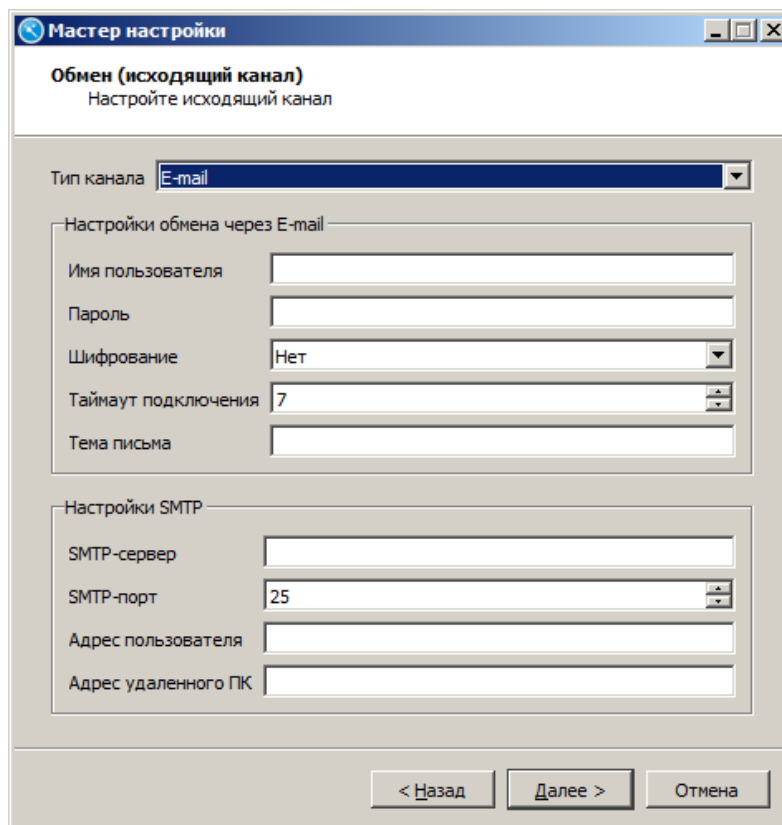 Мастер настройки
Обмен (исходящий канал)
Настройте исходящий канал
Тип канала E-mail
Настройки обмена через E-mail
Имя пользователя
Пароль
Шифрование Нет
Таймаут подключения 7
Тема письма
Настройки SMTP
SMTP-сервер
SMTP-порт 25
Адрес пользователя
Адрес удаленного ПК
< Назад Далее > Отмена